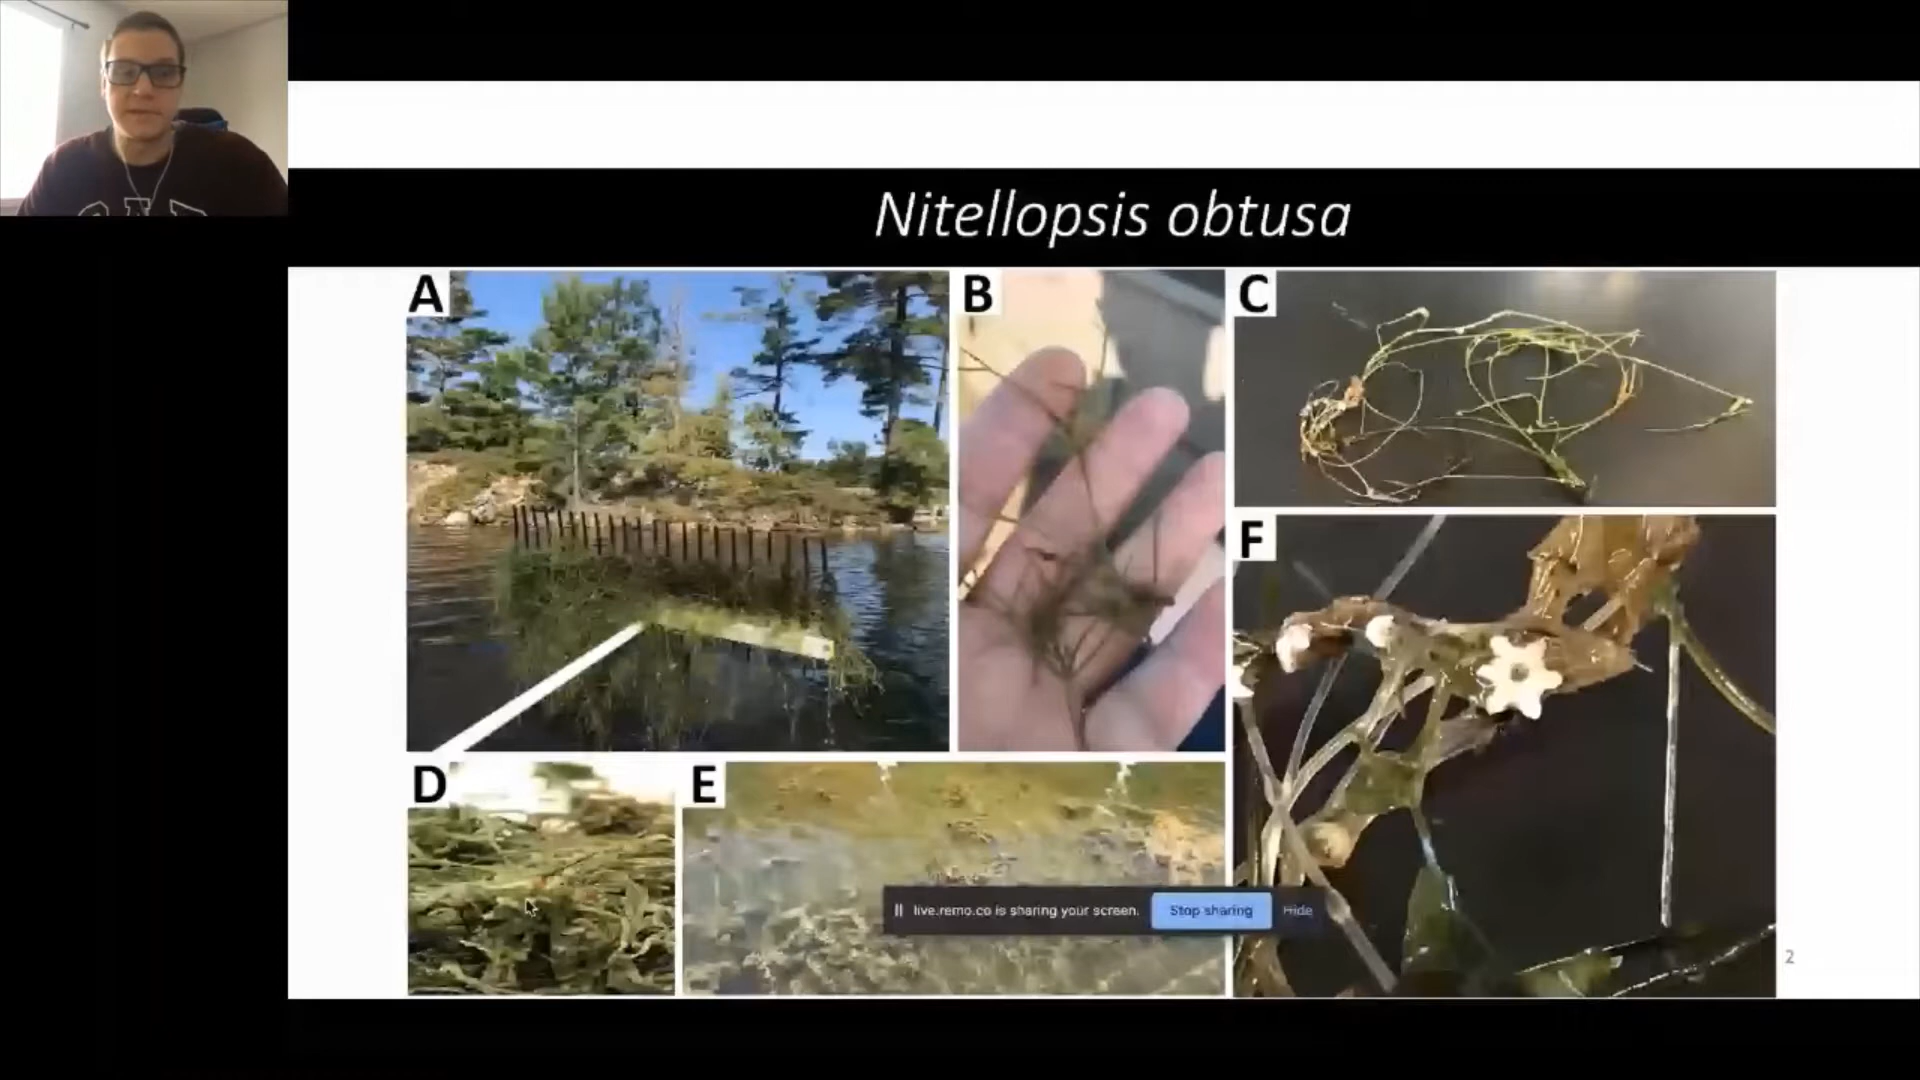 Nitellopsis obtusa
A
B
C
F
D
E
live.remo.co is sharing your screen. Stop sharing Hide
2